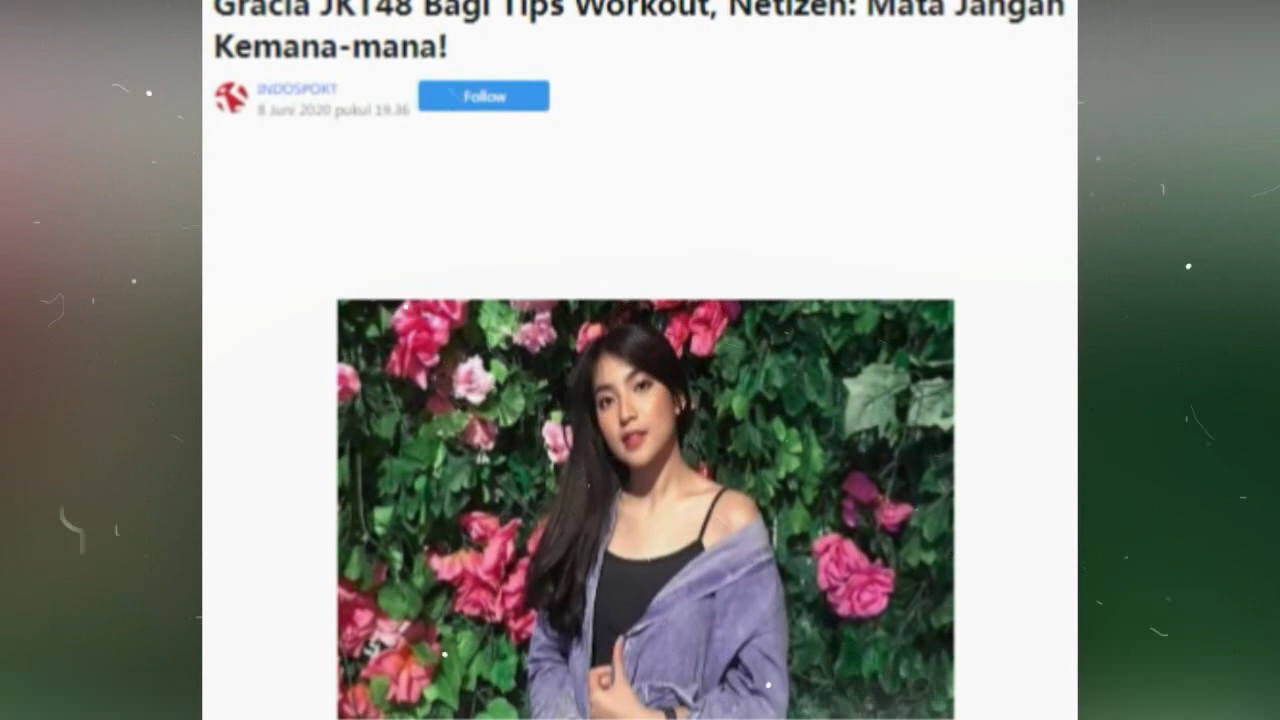 Gracia JKT48 Bagi Tips Workout, Netizen: Mata Jangan
Kemana-mana!
INDOSPORT
8 Juni 2020 pukul 19.36
Follow